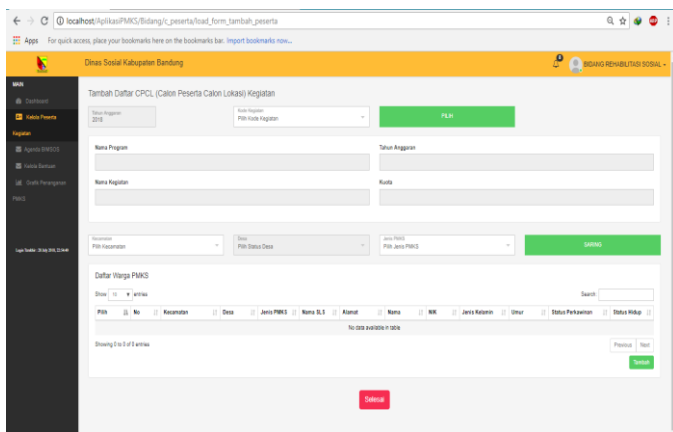 localhost/AplikasiPMKS/Bidang/c_peserta/load_form_tambah_peserta
Apps For quick access, place your bookmarks here on the bookmarks bar. Import bookmarks now...
Dinas Sosial Kabupaten Bandung
BIDANG REHABILITASI SOSIAL
MAIN
Dashboard
Kelola Peserta
Kegiatan
Agenda BMSOS
Kelola Bantuan
Grafik Penanganan
PMKS
Tambah Daftar CPCL (Calon Peserta Calon Lokasi) Kegiatan
Tahun Anggaran
2018
Kode Kegiatan
Pilih Kode Kegiatan
PILIH
Nama Program
Tahun Anggaran
Nama Kegiatan
Kuota
Kecamatan
Pilih Kecamatan
Desa
Pilih Status Desa
Jenis PMKS
Pilih Jenis PMKS
SARING
Daftar Warga PMKS
Show 10 entries
Search:
Pilih No Kecamatan Desa Jenis PMKS Nama SLS Alamat Nama NIK Jenis Kelamin Umur Status Perkawinan Status Hidup
No data available in table
Showing 0 to 0 of 0 entries
Previous Next
Tambah
Selesai